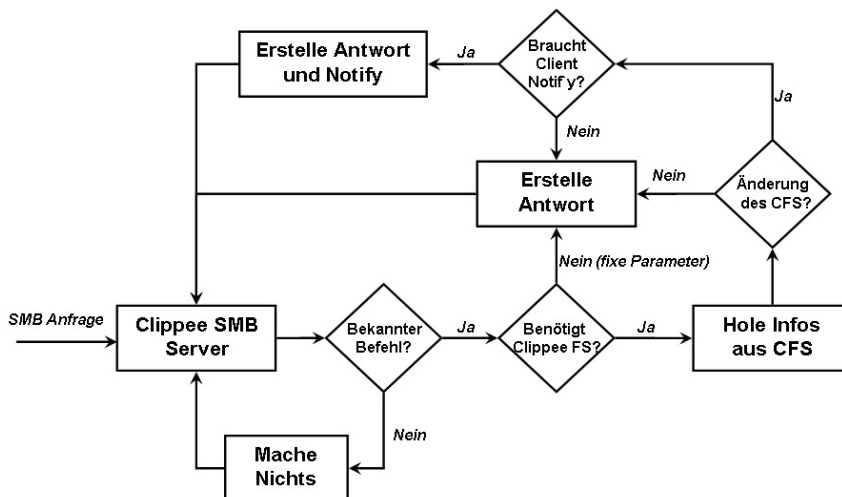 Erstelle Antwort
und Notify
Ja
Braucht
Client
Notify?
Ja
Nein
Erstelle
Antwort
Nein
Änderung
des CFS?
Nein (fixe Parameter)
SMB Anfrage
Clippee SMB
Server
Bekannter
Befehl?
Ja
Benötigt
Clippee FS?
Ja
Hole Infos
aus CFS
Nein
Mache
Nichts